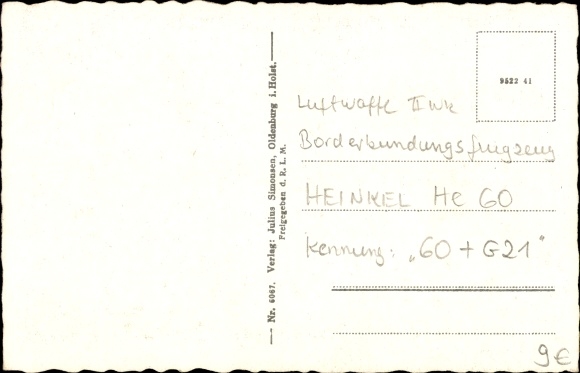 Nr. 6067. Verlag: Julius Simonsen, Oldenburg i. Holst.
Freigegeben d. R. L. M.
9522 41
Luftwaffe II WK
Borderkundungsflugzeug
HEINKEL He 60
Kennung: „60 + G21"
9 €